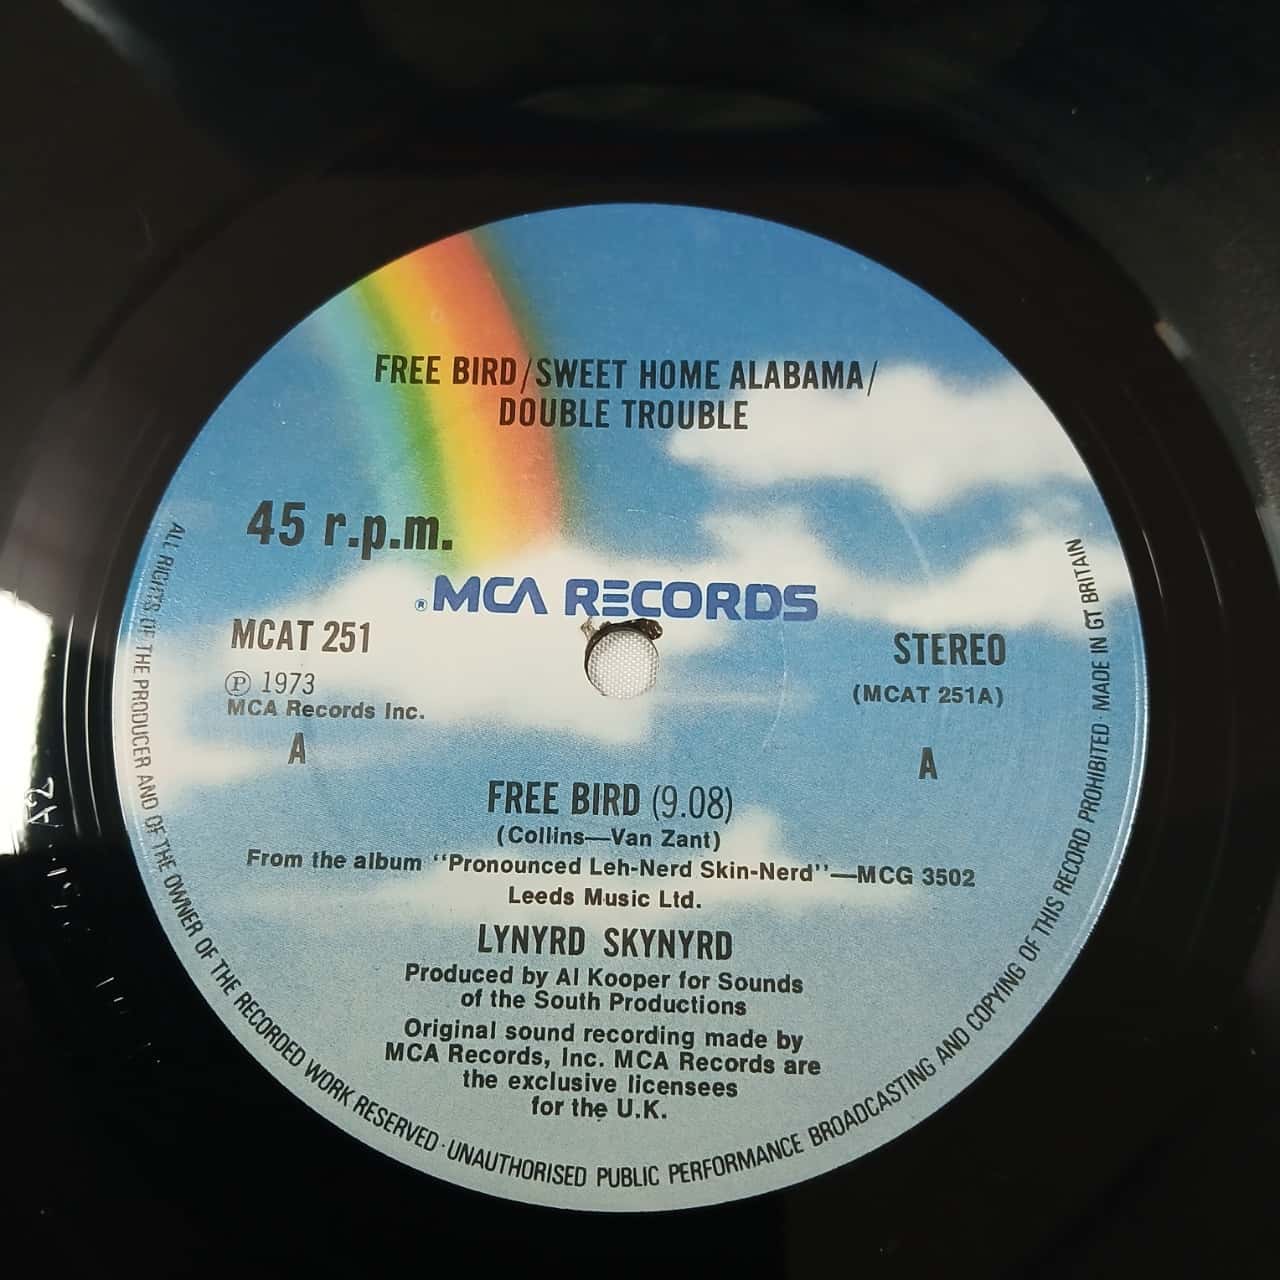 FREE BIRD/SWEET HOME ALABAMA/
DOUBLE TROUBLE
45 r.p.m.
® MCA RECORDS
MCAT 251
STEREO
Ⓟ 1973
(MCAT 251A)
MCA Records Inc.
A
A
FREE BIRD (9.08)
(Collins—Van Zant)
From the album "Pronounced Leh-Nerd Skin-Nerd"—MCG 3502
Leeds Music Ltd.
LYNYRD SKYNYRD
Produced by Al Kooper for Sounds
of the South Productions
Original sound recording made by
MCA Records, Inc. MCA Records are
the exclusive licensees
for the U.K.
ALL RIGHTS OF THE PRODUCER AND OF THE OWNER OF THE RECORDED WORK RESERVED · UNAUTHORISED PUBLIC PERFORMANCE BROADCASTING AND COPYING OF THIS RECORD PROHIBITED · MADE IN GT BRITAIN